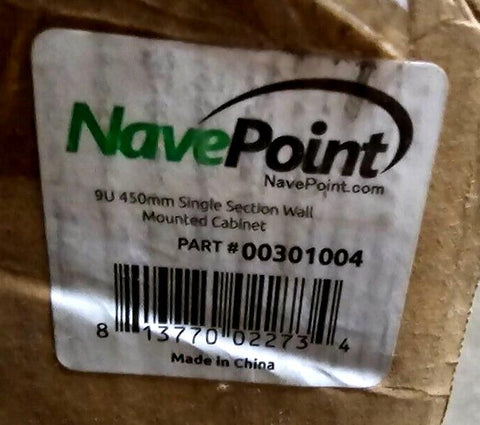 NavePoint
NavePoint.com
9U 450mm Single Section Wall
Mounted Cabinet
PART # 00301004
8 13770 02273 4
Made in China